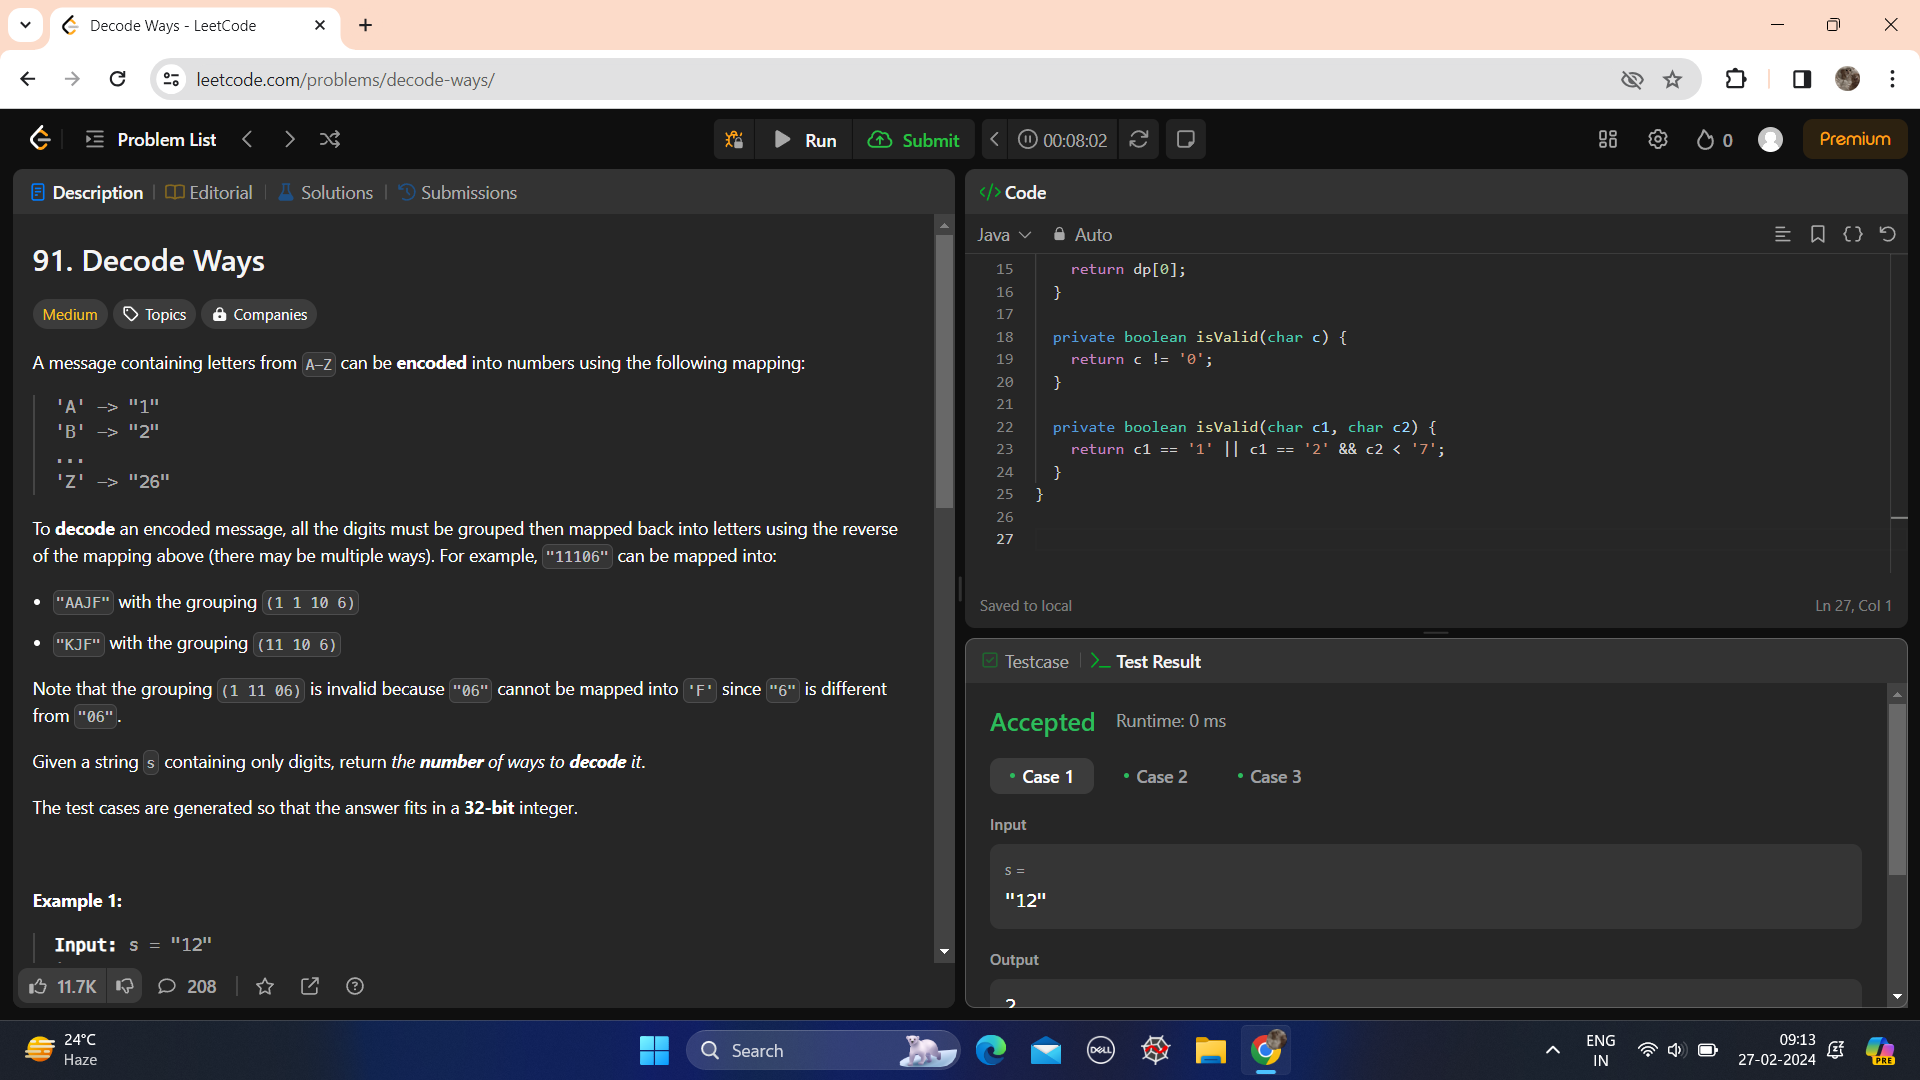 Decode Ways - LeetCode
leetcode.com/problems/decode-ways/
Problem List
Run
Submit
00:08:02
0
Premium
Description
Editorial
Solutions
Submissions
91. Decode Ways
Medium
Topics
Companies
A message containing letters from A-Z can be encoded into numbers using the following mapping:
'A' -> "1"
'B' -> "2"
...
'Z' -> "26"
To decode an encoded message, all the digits must be grouped then mapped back into letters using the reverse
of the mapping above (there may be multiple ways). For example, "11106" can be mapped into:
• "AAJF" with the grouping (1 1 10 6)
• "KJF" with the grouping (11 10 6)
Note that the grouping (1 11 06) is invalid because "06" cannot be mapped into 'F' since "6" is different
from "06".
Given a string s containing only digits, return the number of ways to decode it.
The test cases are generated so that the answer fits in a 32-bit integer.
Example 1:
Input: s = "12"
11.7K
208
</> Code
Java
Auto
15 return dp[0];
16 }
17
18 private boolean isValid(char c) {
19 return c != '0';
20 }
21
22 private boolean isValid(char c1, char c2) {
23 return c1 == '1' || c1 == '2' && c2 < '7';
24 }
25 }
26
27
Saved to local
Ln 27, Col 1
Testcase
Test Result
Accepted
Runtime: 0 ms
• Case 1
• Case 2
• Case 3
Input
s =
"12"
Output
2
24°C
Haze
Search
DELL
ENG
IN
09:13
27-02-2024
PRE